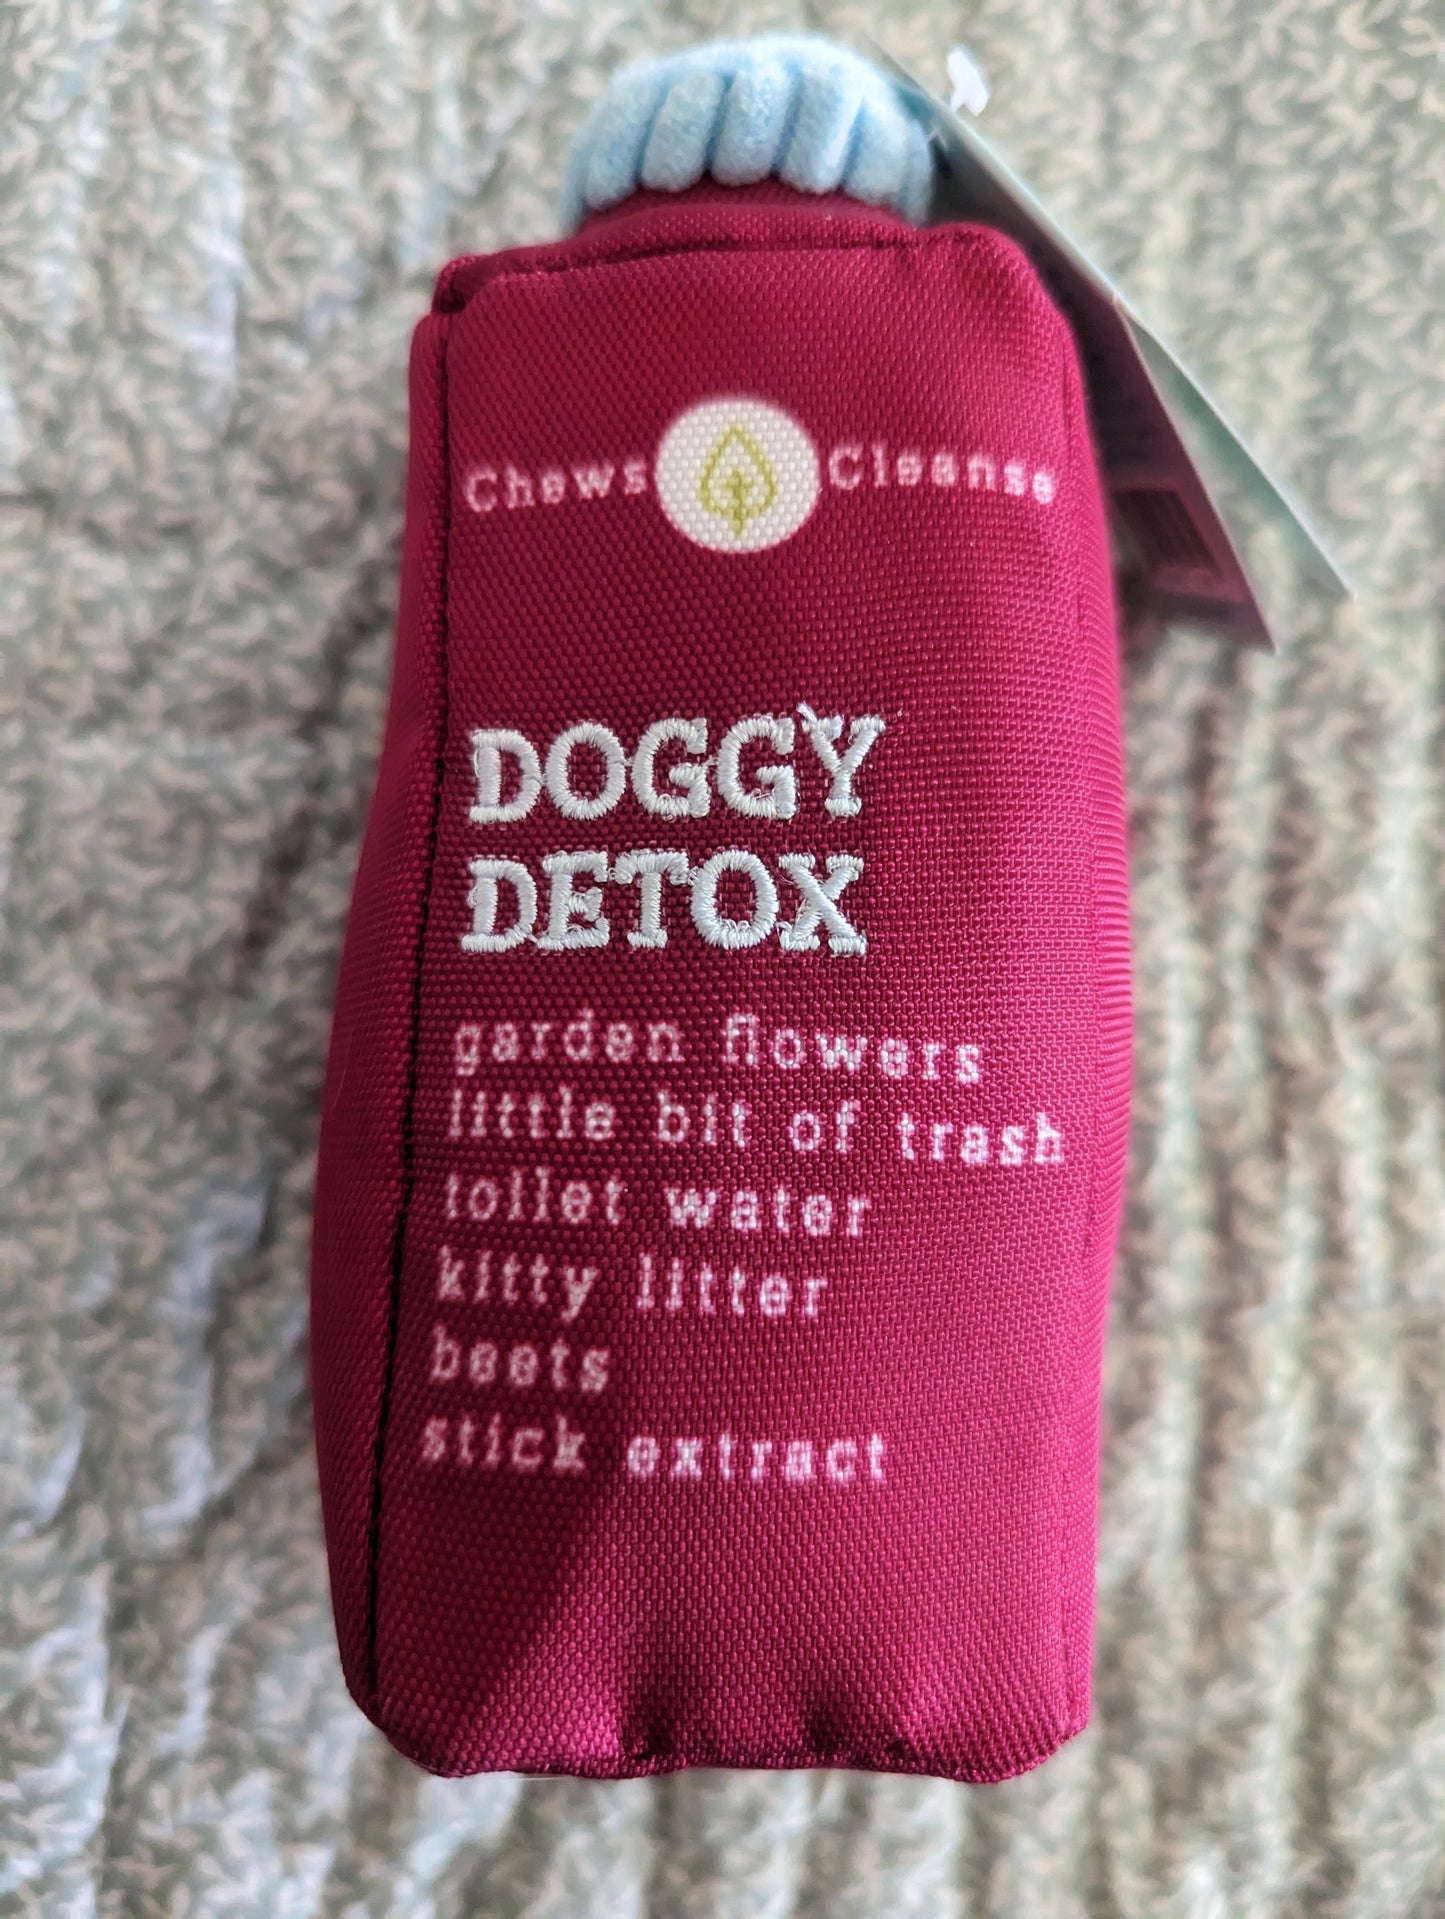 Chews Cleanse
DOGGY
DETOX
garden flowers
little bit of trash
toilet water
kitty litter
beets
stick extract